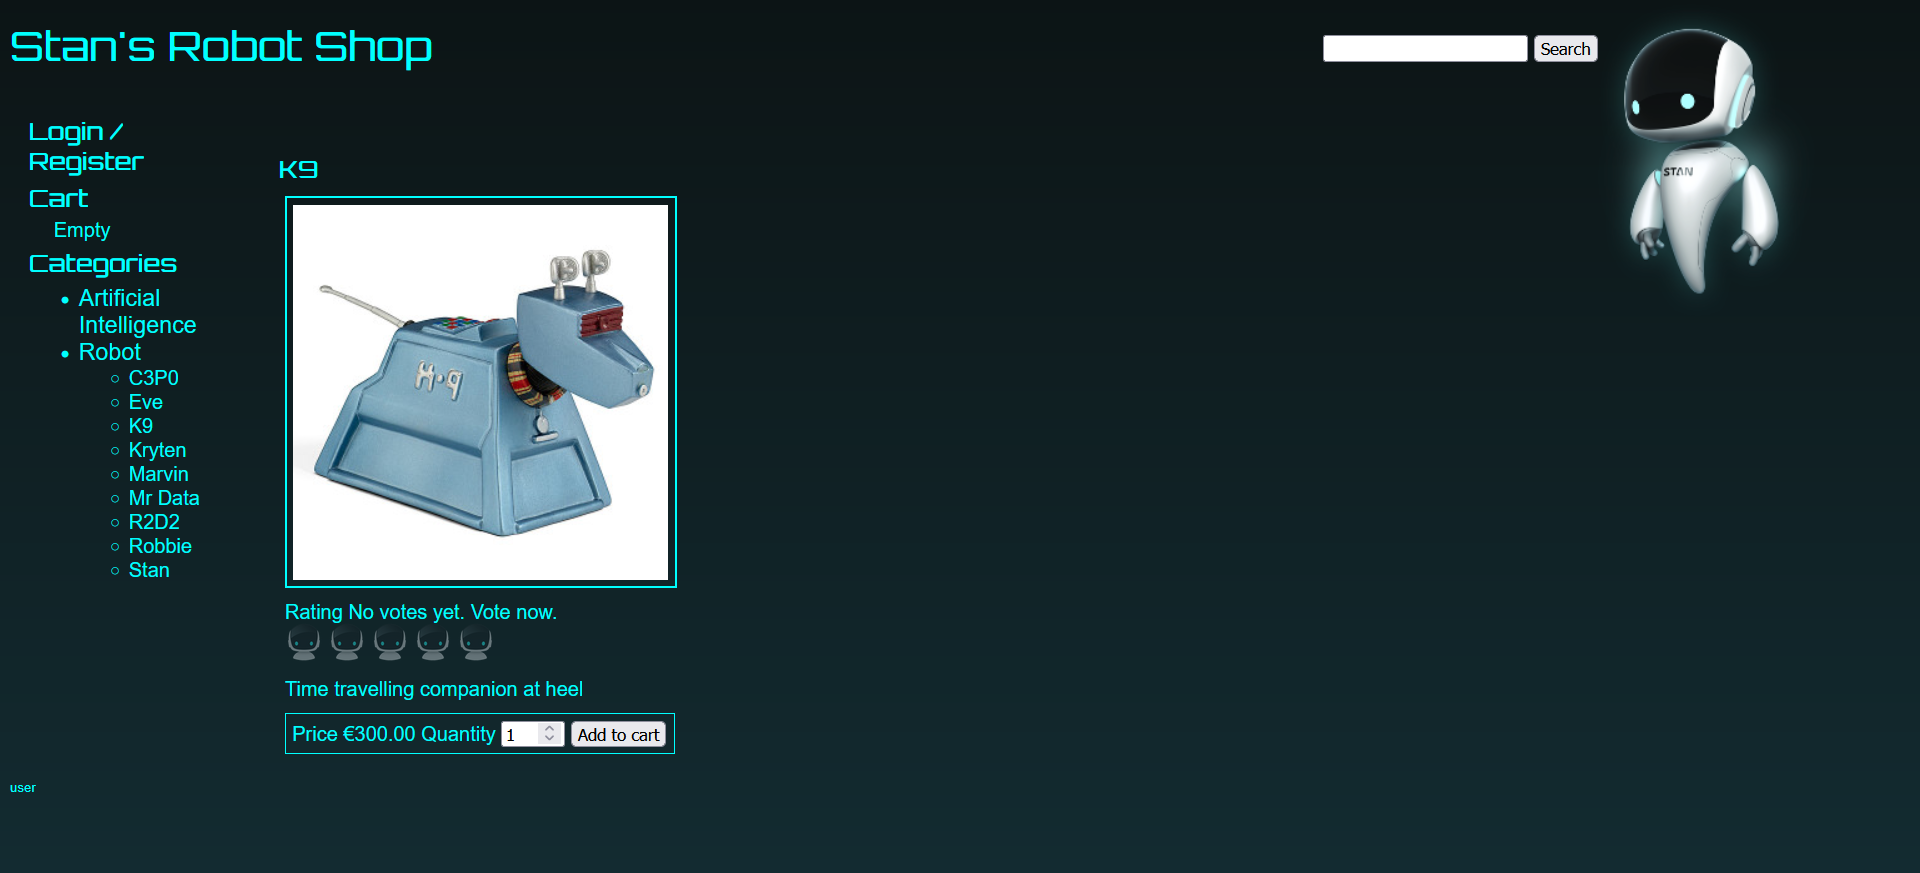 Stan's Robot Shop
Search
STAN
Login /
Register
Cart
Empty
Categories
Artificial
Intelligence
Robot
C3P0
Eve
K9
Kryten
Marvin
Mr Data
R2D2
Robbie
Stan
K9
K·9
Rating No votes yet. Vote now.
Time travelling companion at heel
Price €300.00 Quantity 1 Add to cart
user